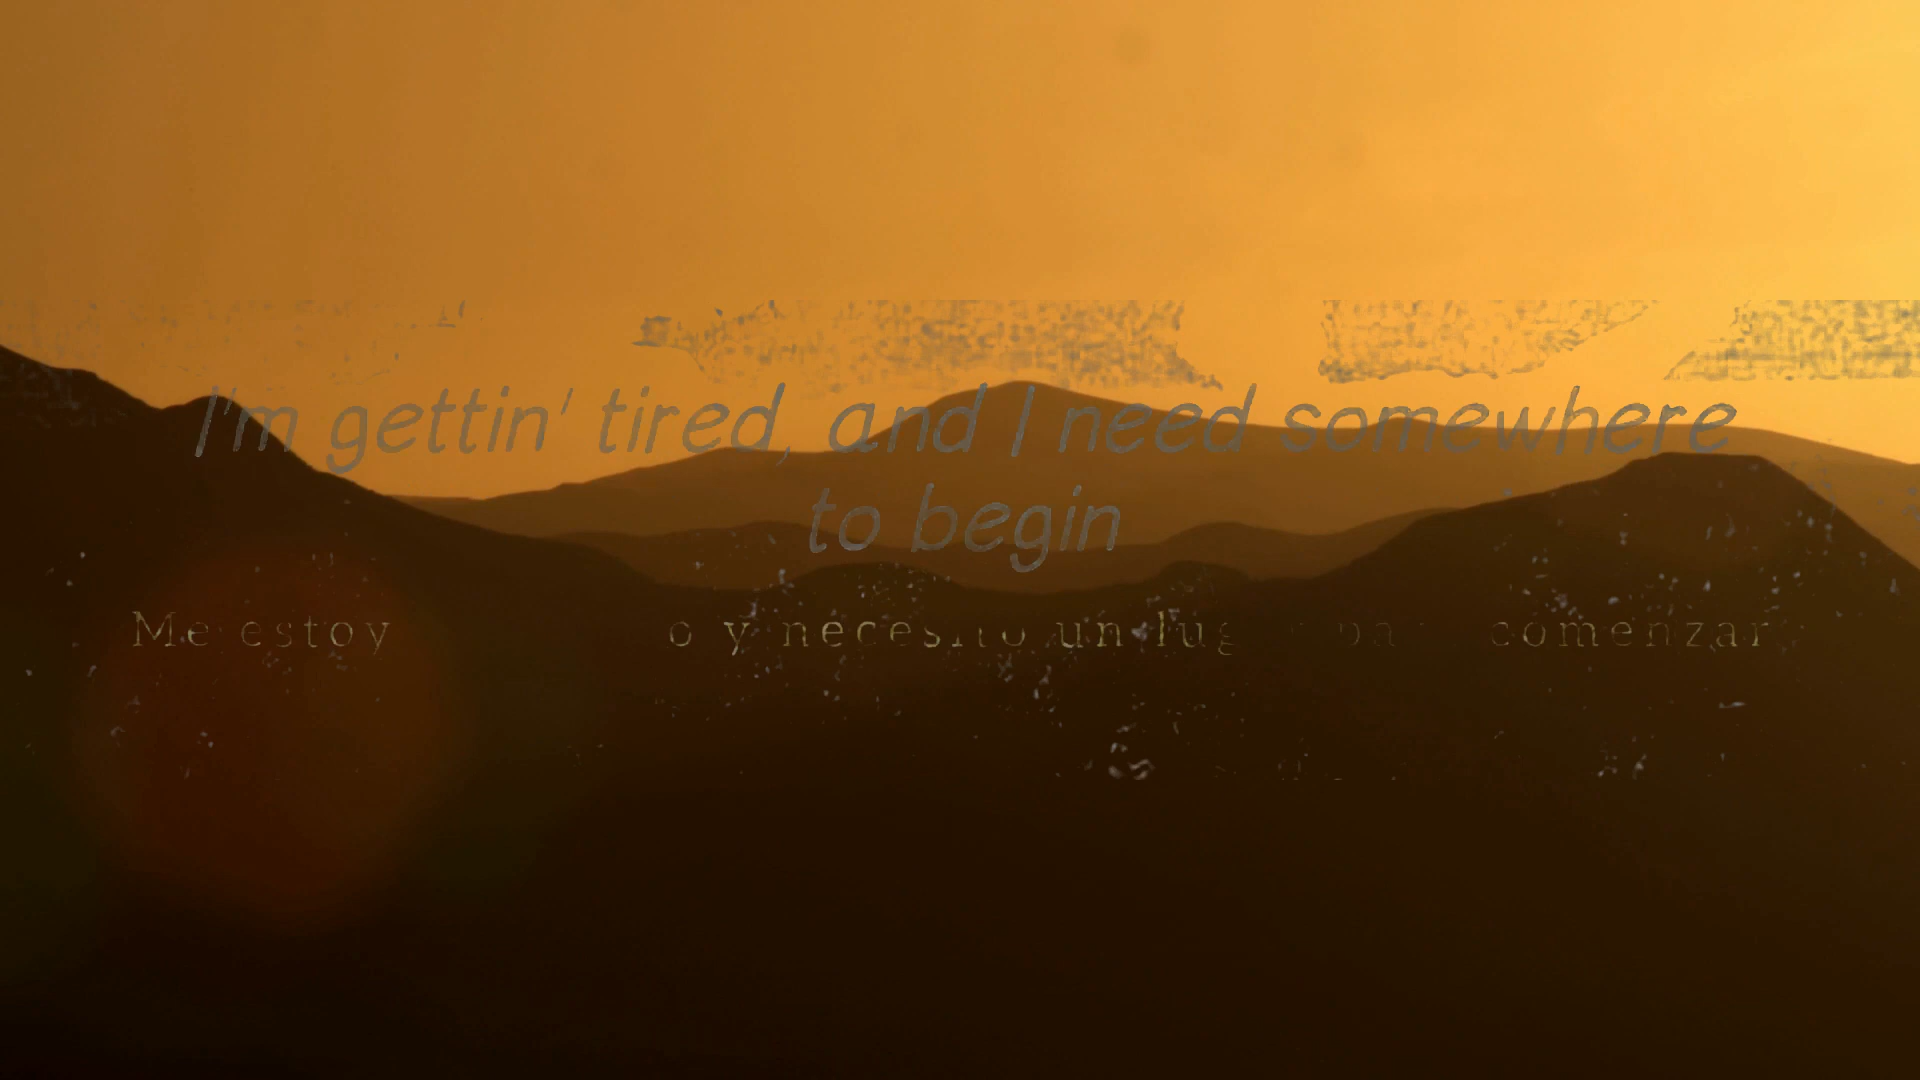 I'm gettin' tired, and I need somewhere
to begin
Me estoy y necesito un comenzar